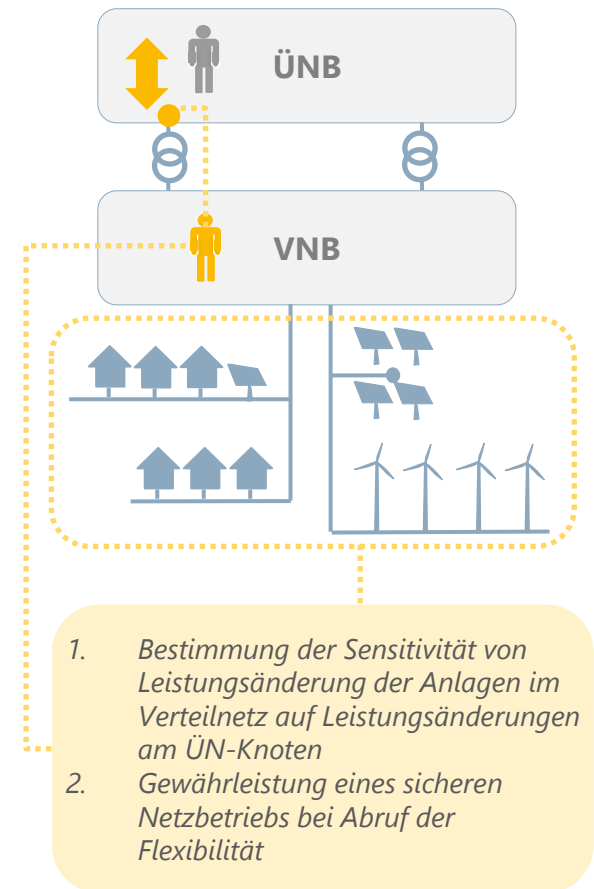 ÜNB
VNB
1. Bestimmung der Sensitivität von
Leistungsänderung der Anlagen im
Verteilnetz auf Leistungsänderungen
am ÜN-Knoten
2. Gewährleistung eines sicheren
Netzbetriebs bei Abruf der
Flexibilität